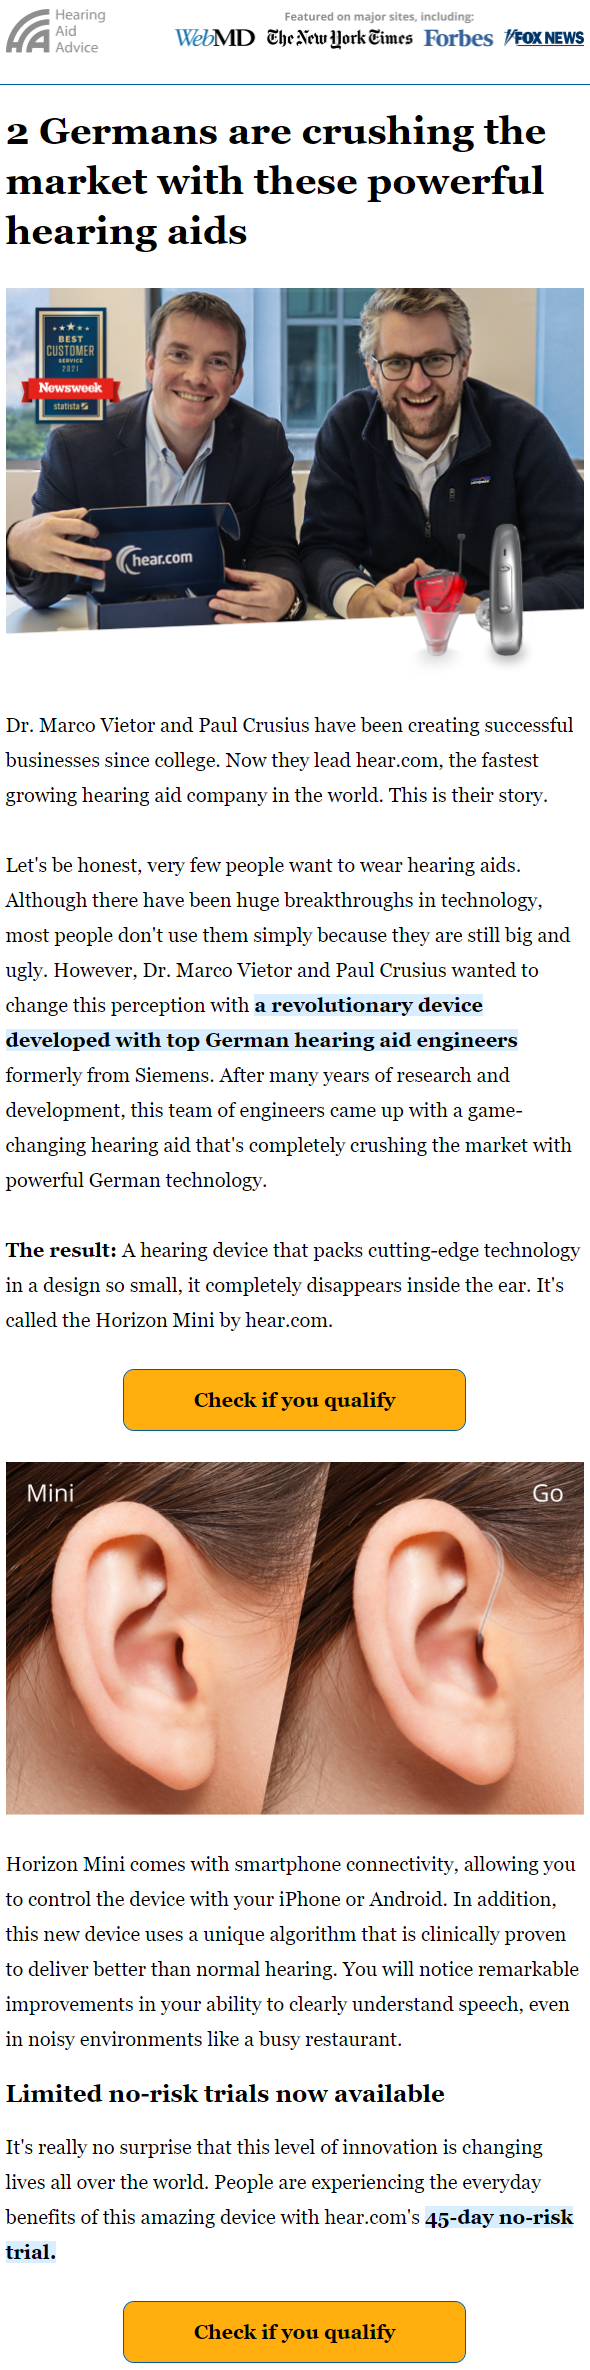 Hearing
Aid
Advice
Featured on major sites, including:
WebMD The New York Times Forbes FOX NEWS
2 Germans are crushing the
market with these powerful
hearing aids
BEST
CUSTOMER
SERVICE
2021
Newsweek
statista
hear.com
Dr. Marco Vietor and Paul Crusius have been creating successful
businesses since college. Now they lead hear.com, the fastest
growing hearing aid company in the world. This is their story.
Let's be honest, very few people want to wear hearing aids.
Although there have been huge breakthroughs in technology,
most people don't use them simply because they are still big and
ugly. However, Dr. Marco Vietor and Paul Crusius wanted to
change this perception with a revolutionary device
developed with top German hearing aid engineers
formerly from Siemens. After many years of research and
development, this team of engineers came up with a game-
changing hearing aid that's completely crushing the market with
powerful German technology.
The result: A hearing device that packs cutting-edge technology
in a design so small, it completely disappears inside the ear. It's
called the Horizon Mini by hear.com.
Check if you qualify
Mini
Go
Horizon Mini comes with smartphone connectivity, allowing you
to control the device with your iPhone or Android. In addition,
this new device uses a unique algorithm that is clinically proven
to deliver better than normal hearing. You will notice remarkable
improvements in your ability to clearly understand speech, even
in noisy environments like a busy restaurant.
Limited no-risk trials now available
It's really no surprise that this level of innovation is changing
lives all over the world. People are experiencing the everyday
benefits of this amazing device with hear.com's 45-day no-risk
trial.
Check if you qualify